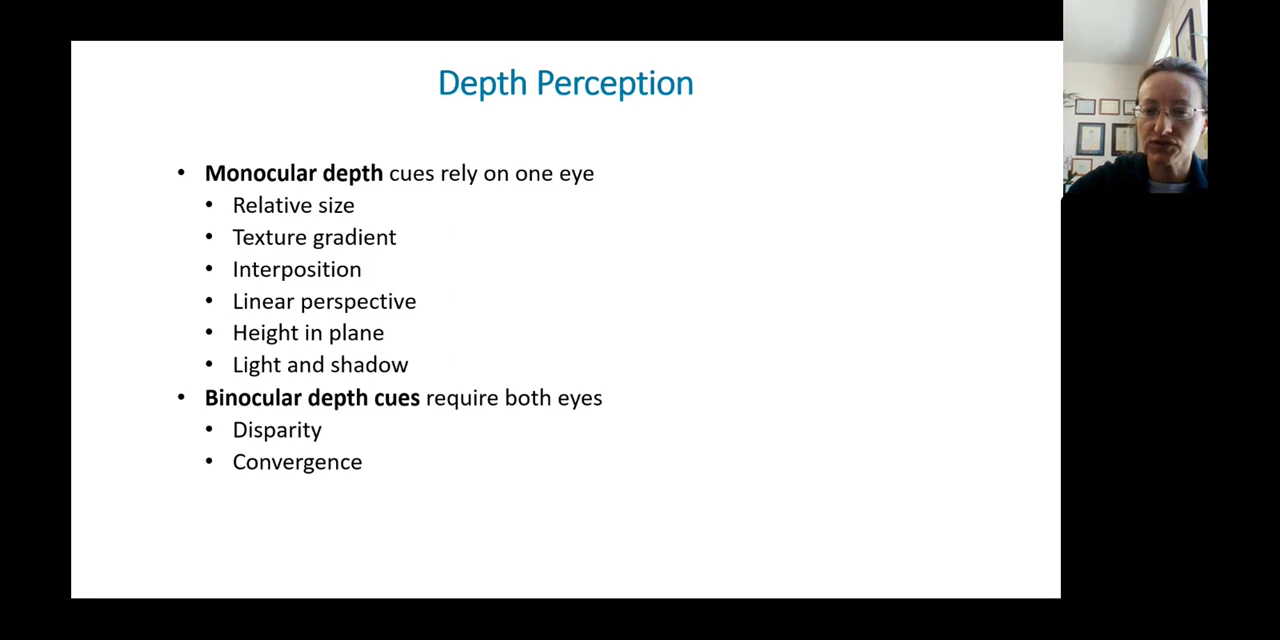 Depth Perception
• Monocular depth cues rely on one eye
• Relative size
• Texture gradient
• Interposition
• Linear perspective
• Height in plane
• Light and shadow
• Binocular depth cues require both eyes
• Disparity
• Convergence